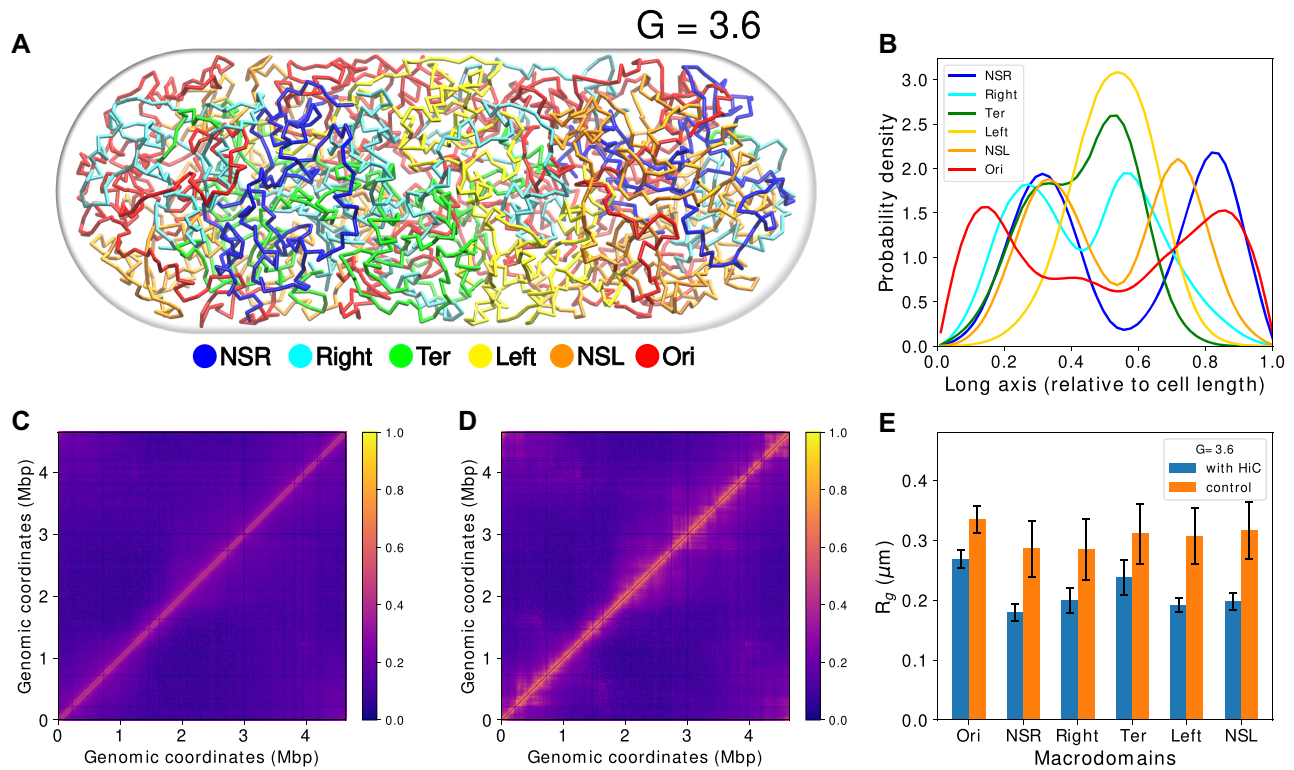 G = 3.6
A
NSR Right Ter Left NSL Ori
B
NSR
Right
Ter
Left
NSL
Ori
3.0
2.5
2.0
1.5
1.0
0.5
0.0
0.0 0.2 0.4 0.6 0.8 1.0
Probability density
Long axis (relative to cell length)
C
4
3
2
1
0
0 1 2 3 4
Genomic coordinates (Mbp)
Genomic coordinates (Mbp)
1.0
0.8
0.6
0.4
0.2
0.0
D
4
3
2
1
0
0 1 2 3 4
Genomic coordinates (Mbp)
Genomic coordinates (Mbp)
1.0
0.8
0.6
0.4
0.2
0.0
E
G= 3.6
with HiC
control
0.4
0.3
0.2
0.1
0.0
Rg (μm)
Ori NSR Right Ter Left NSL
Macrodomains